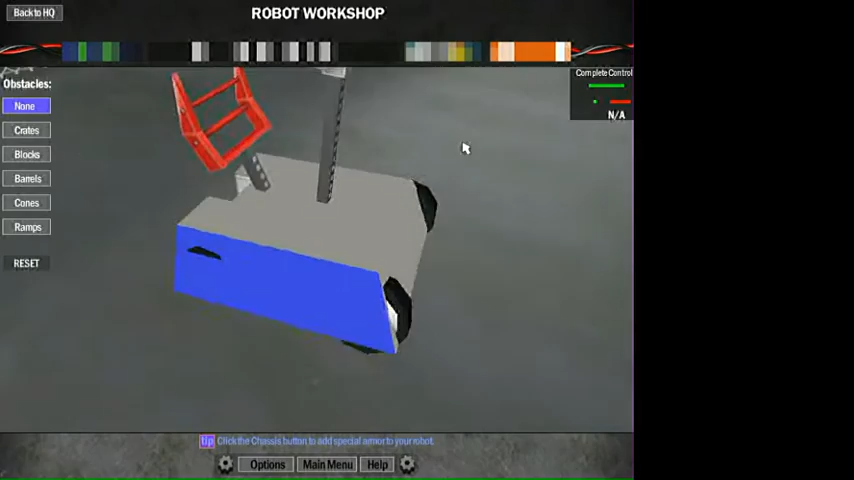 Back to HQ
ROBOT WORKSHOP
Obstacles:
None
Crates
Blocks
Barrels
Cones
Ramps
RESET
Complete Control
N/A
tip Click the Chassis button to add special armor to your robot.
Options
Main Menu
Help